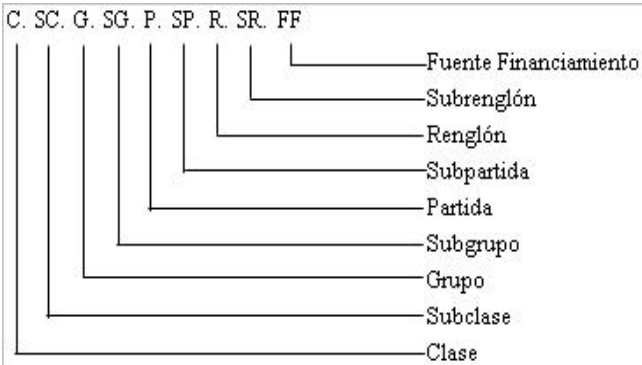 C. SC. G. SG. P. SP. R. SR. FF
Fuente Financiamiento
Subrenglón
Renglón
Subpartida
Partida
Subgrupo
Grupo
Subclase
Clase